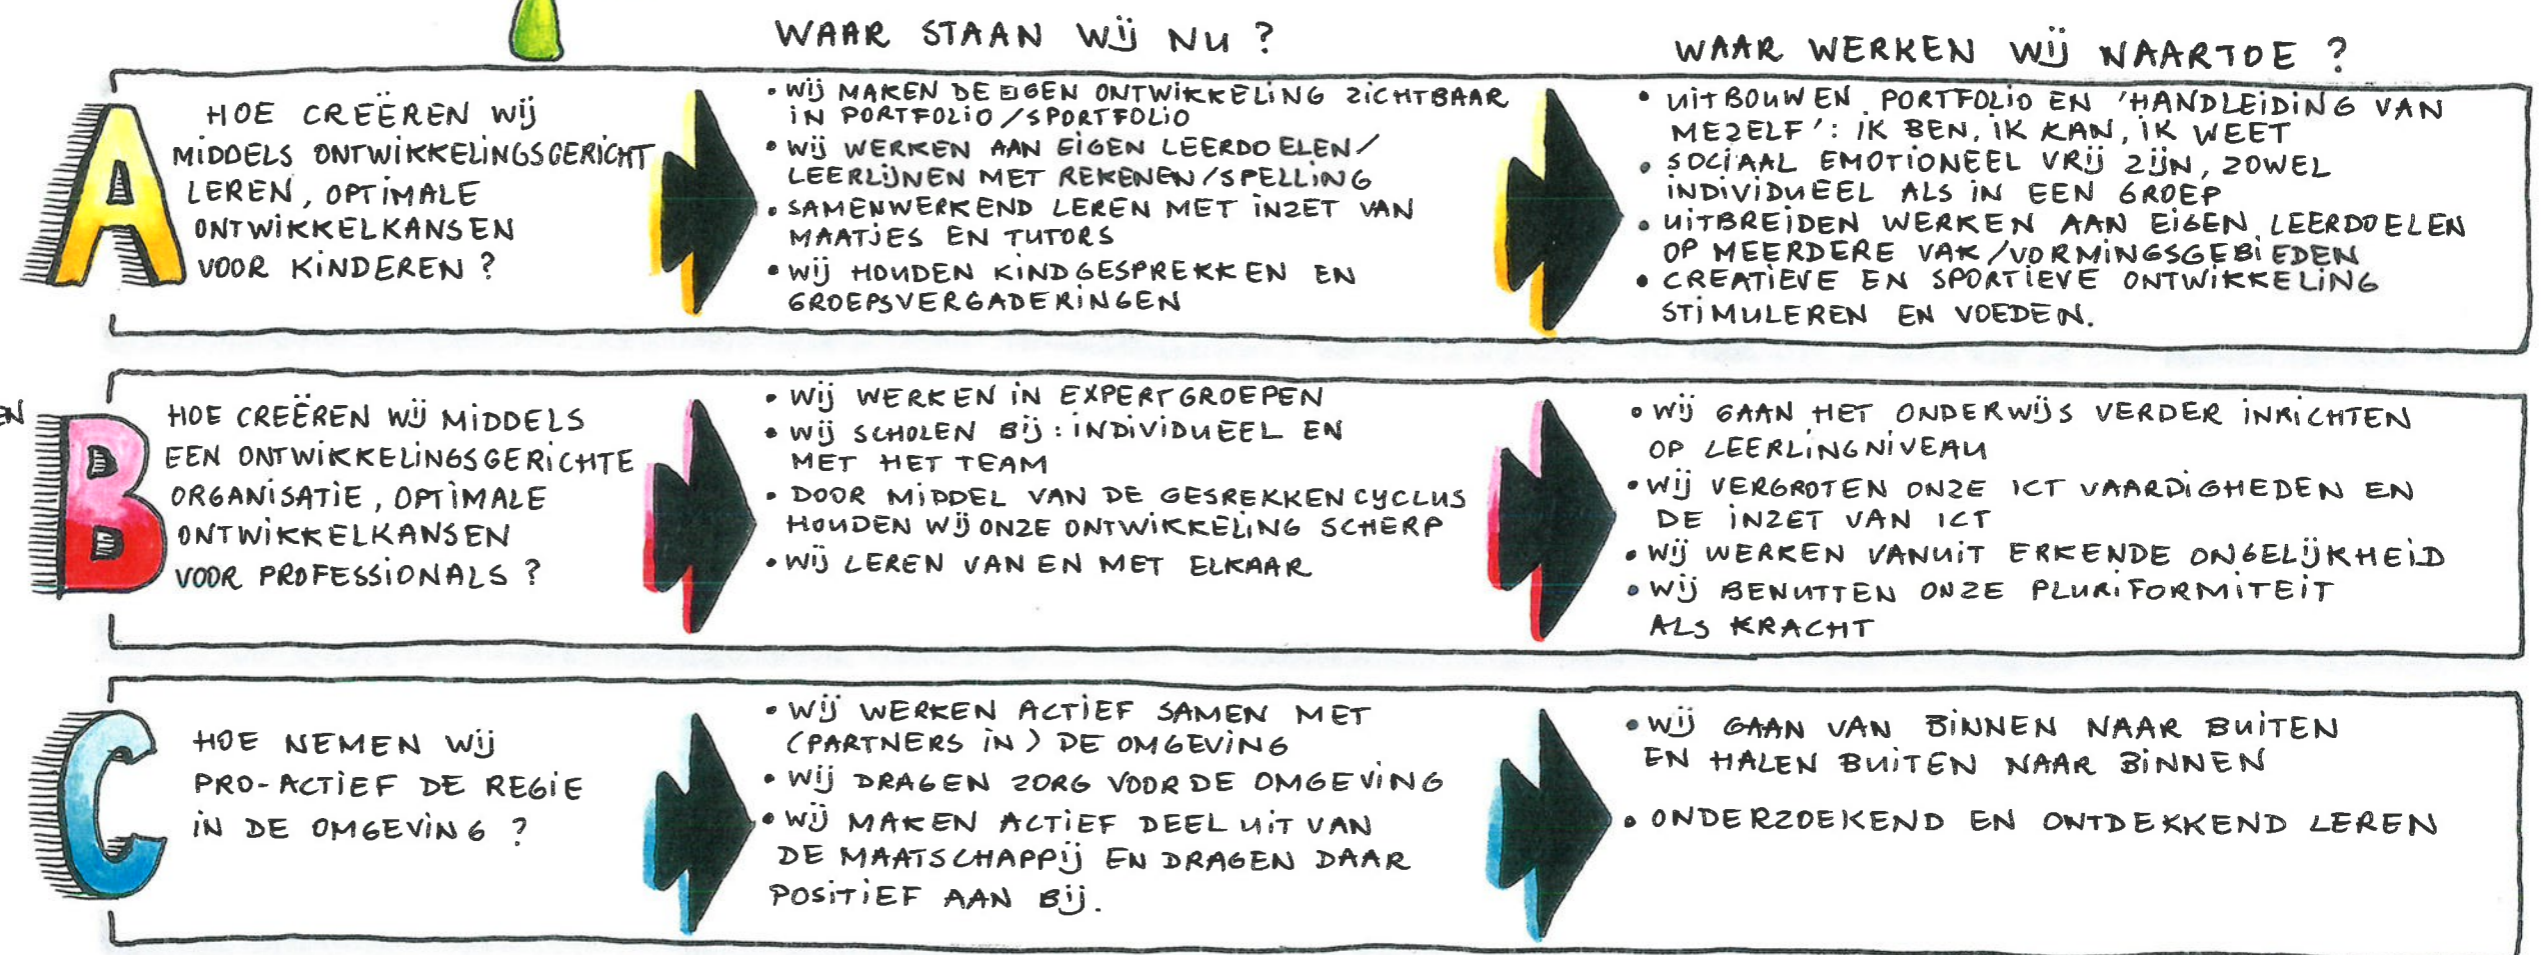 WAAR STAAN WIJ NU?
WAAR WERKEN WIJ NAARTOE?
A
HOE CREËREN WIJ
MIDDELS ONTWIKKELINGSGERICHT
LEREN, OPTIMALE
ONTWIKKELKANSEN
VOOR KINDEREN?
• WIJ MAKEN DE EIGEN ONTWIKKELING ZICHTBAAR
IN PORTFOLIO/SPORTFOLIO
• WIJ WERKEN AAN EIGEN LEERDOELEN/
LEERLIJNEN MET REKENEN/SPELLING
• SAMENWERKEND LEREN MET INZET VAN
MAATJES EN TUTORS
• WIJ HOUDEN KINDGESPREKKEN EN
GROEPSVERGADERINGEN
• UITBOUWEN PORTFOLIO EN 'HANDLEIDING VAN
MEZELF': IK BEN, IK KAN, IK WEET
• SOCIAAL EMOTIONEEL VRIJ ZIJN, ZOWEL
INDIVIDUEEL ALS IN EEN GROEP
• UITBREIDEN WERKEN AAN EIGEN LEERDOELEN
OP MEERDERE VAK/VORMINGSGEBIEDEN
• CREATIEVE EN SPORTIEVE ONTWIKKELING
STIMULEREN EN VOEDEN.
EN
B
HOE CREËREN WIJ MIDDELS
EEN ONTWIKKELINGSGERICHTE
ORGANISATIE, OPTIMALE
ONTWIKKELKANSEN
VOOR PROFESSIONALS?
• WIJ WERKEN IN EXPERTGROEPEN
• WIJ SCHOLEN BIJ: INDIVIDUEEL EN
MET HET TEAM
• DOOR MIDDEL VAN DE GESREKKENCYCLUS
HOUDEN WIJ ONZE ONTWIKKELING SCHERP
• WIJ LEREN VAN EN MET ELKAAR
• WIJ GAAN HET ONDERWIJS VERDER INRICHTEN
OP LEERLINGNIVEAU
• WIJ VERGROTEN ONZE ICT VAARDIGHEDEN EN
DE INZET VAN ICT
• WIJ WERKEN VANUIT ERKENDE ONGELIJKHEID
• WIJ BENUTTEN ONZE PLURIFORMITEIT
ALS KRACHT
C
HOE NEMEN WIJ
PRO-ACTIEF DE REGIE
IN DE OMGEVING?
• WIJ WERKEN ACTIEF SAMEN MET
(PARTNERS IN) DE OMGEVING
• WIJ DRAGEN ZORG VOOR DE OMGEVING
• WIJ MAKEN ACTIEF DEEL UIT VAN
DE MAATSCHAPPIJ EN DRAGEN DAAR
POSITIEF AAN BIJ.
• WIJ GAAN VAN BINNEN NAAR BUITEN
EN HALEN BUITEN NAAR BINNEN
• ONDERZOEKEND EN ONTDEKKEND LEREN